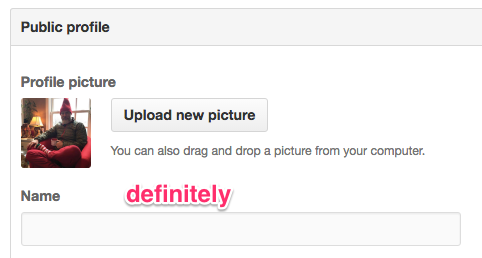 Public profile
Profile picture
Upload new picture
You can also drag and drop a picture from your computer.
Name
definitely